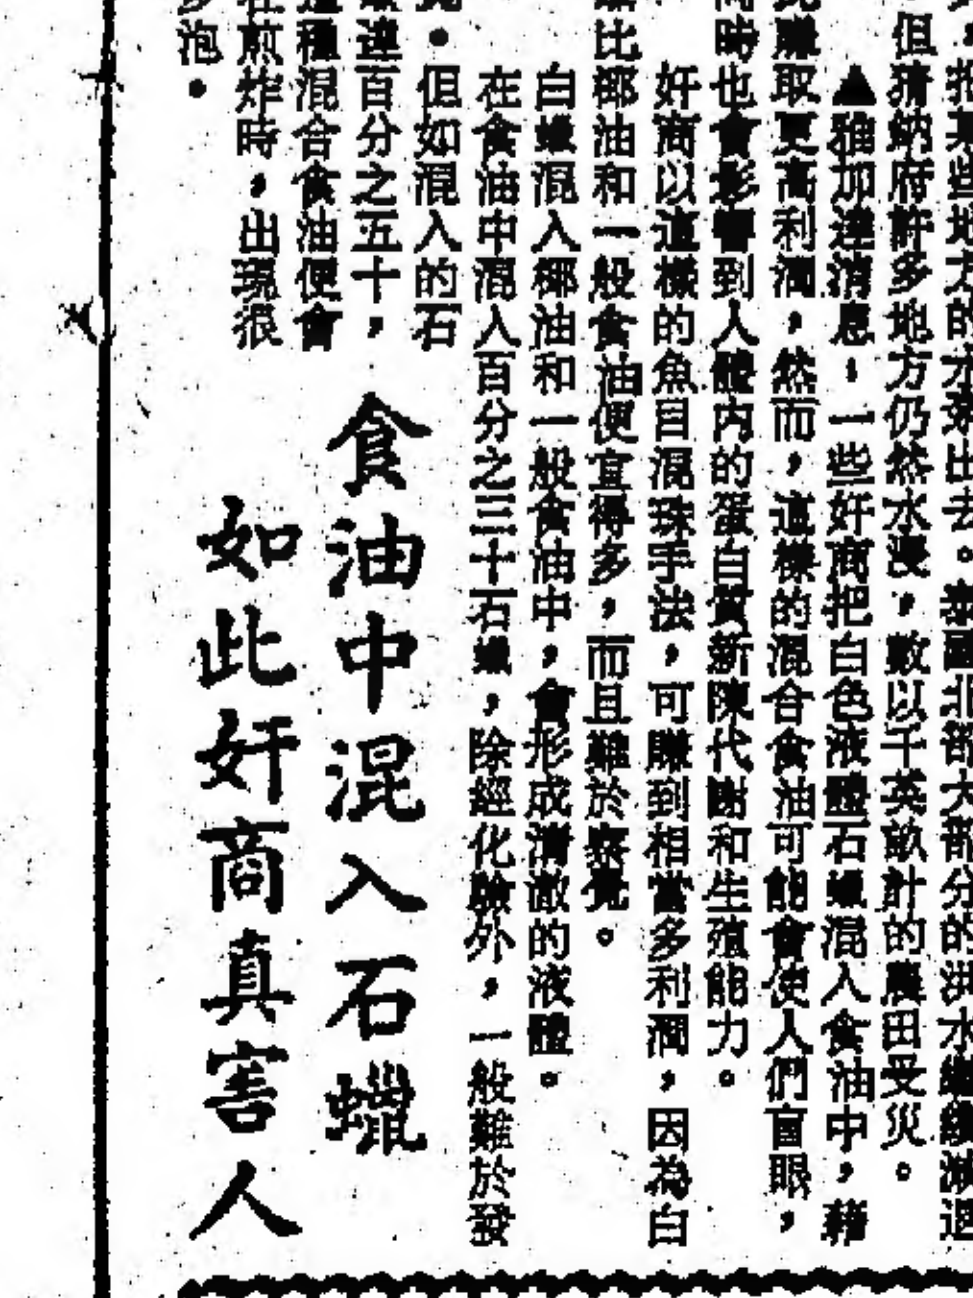 某些地方的水出去。泰國北部大部分的洪水繼續減退
但猜納府許多地方仍然水漫，數以千英畝計的農田受災。
▲雅加達消息：一些奸商把白色液體石蠟混入食油中，藉
此賺取更高利潤，然而，這樣的混合食油可能會使人們盲眼，
同時也會影響到人體內的蛋白質新陳代謝和生殖能力。
奸商以這樣的魚目混珠手法，可賺到相當多利潤，因為白
蠟比椰油和一般食油便宜得多，而且難於察覺。
白蠟混入椰油和一般食油中，會形成清澈的液體。
在食油中混入百分之三十石蠟，除經化驗外，一般難於發
覺．但如混入的石
蠟達百分之五十，
這種混合食油便會
在煎炸時，出現很
多泡．
食油中混入石蠟
如此奸商真害人